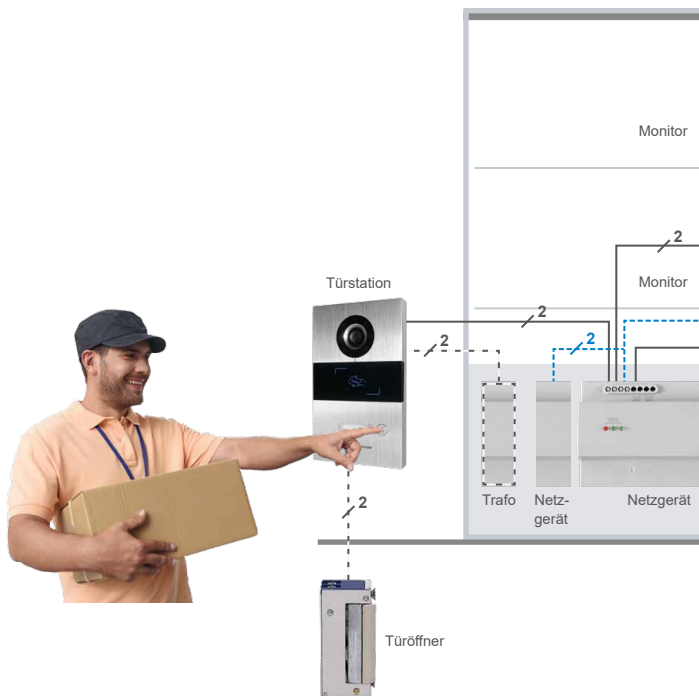 Monitor
2
Monitor
Türstation
2
2
2
Trafo
Netz-
gerät
Netzgerät
2
Türöffner